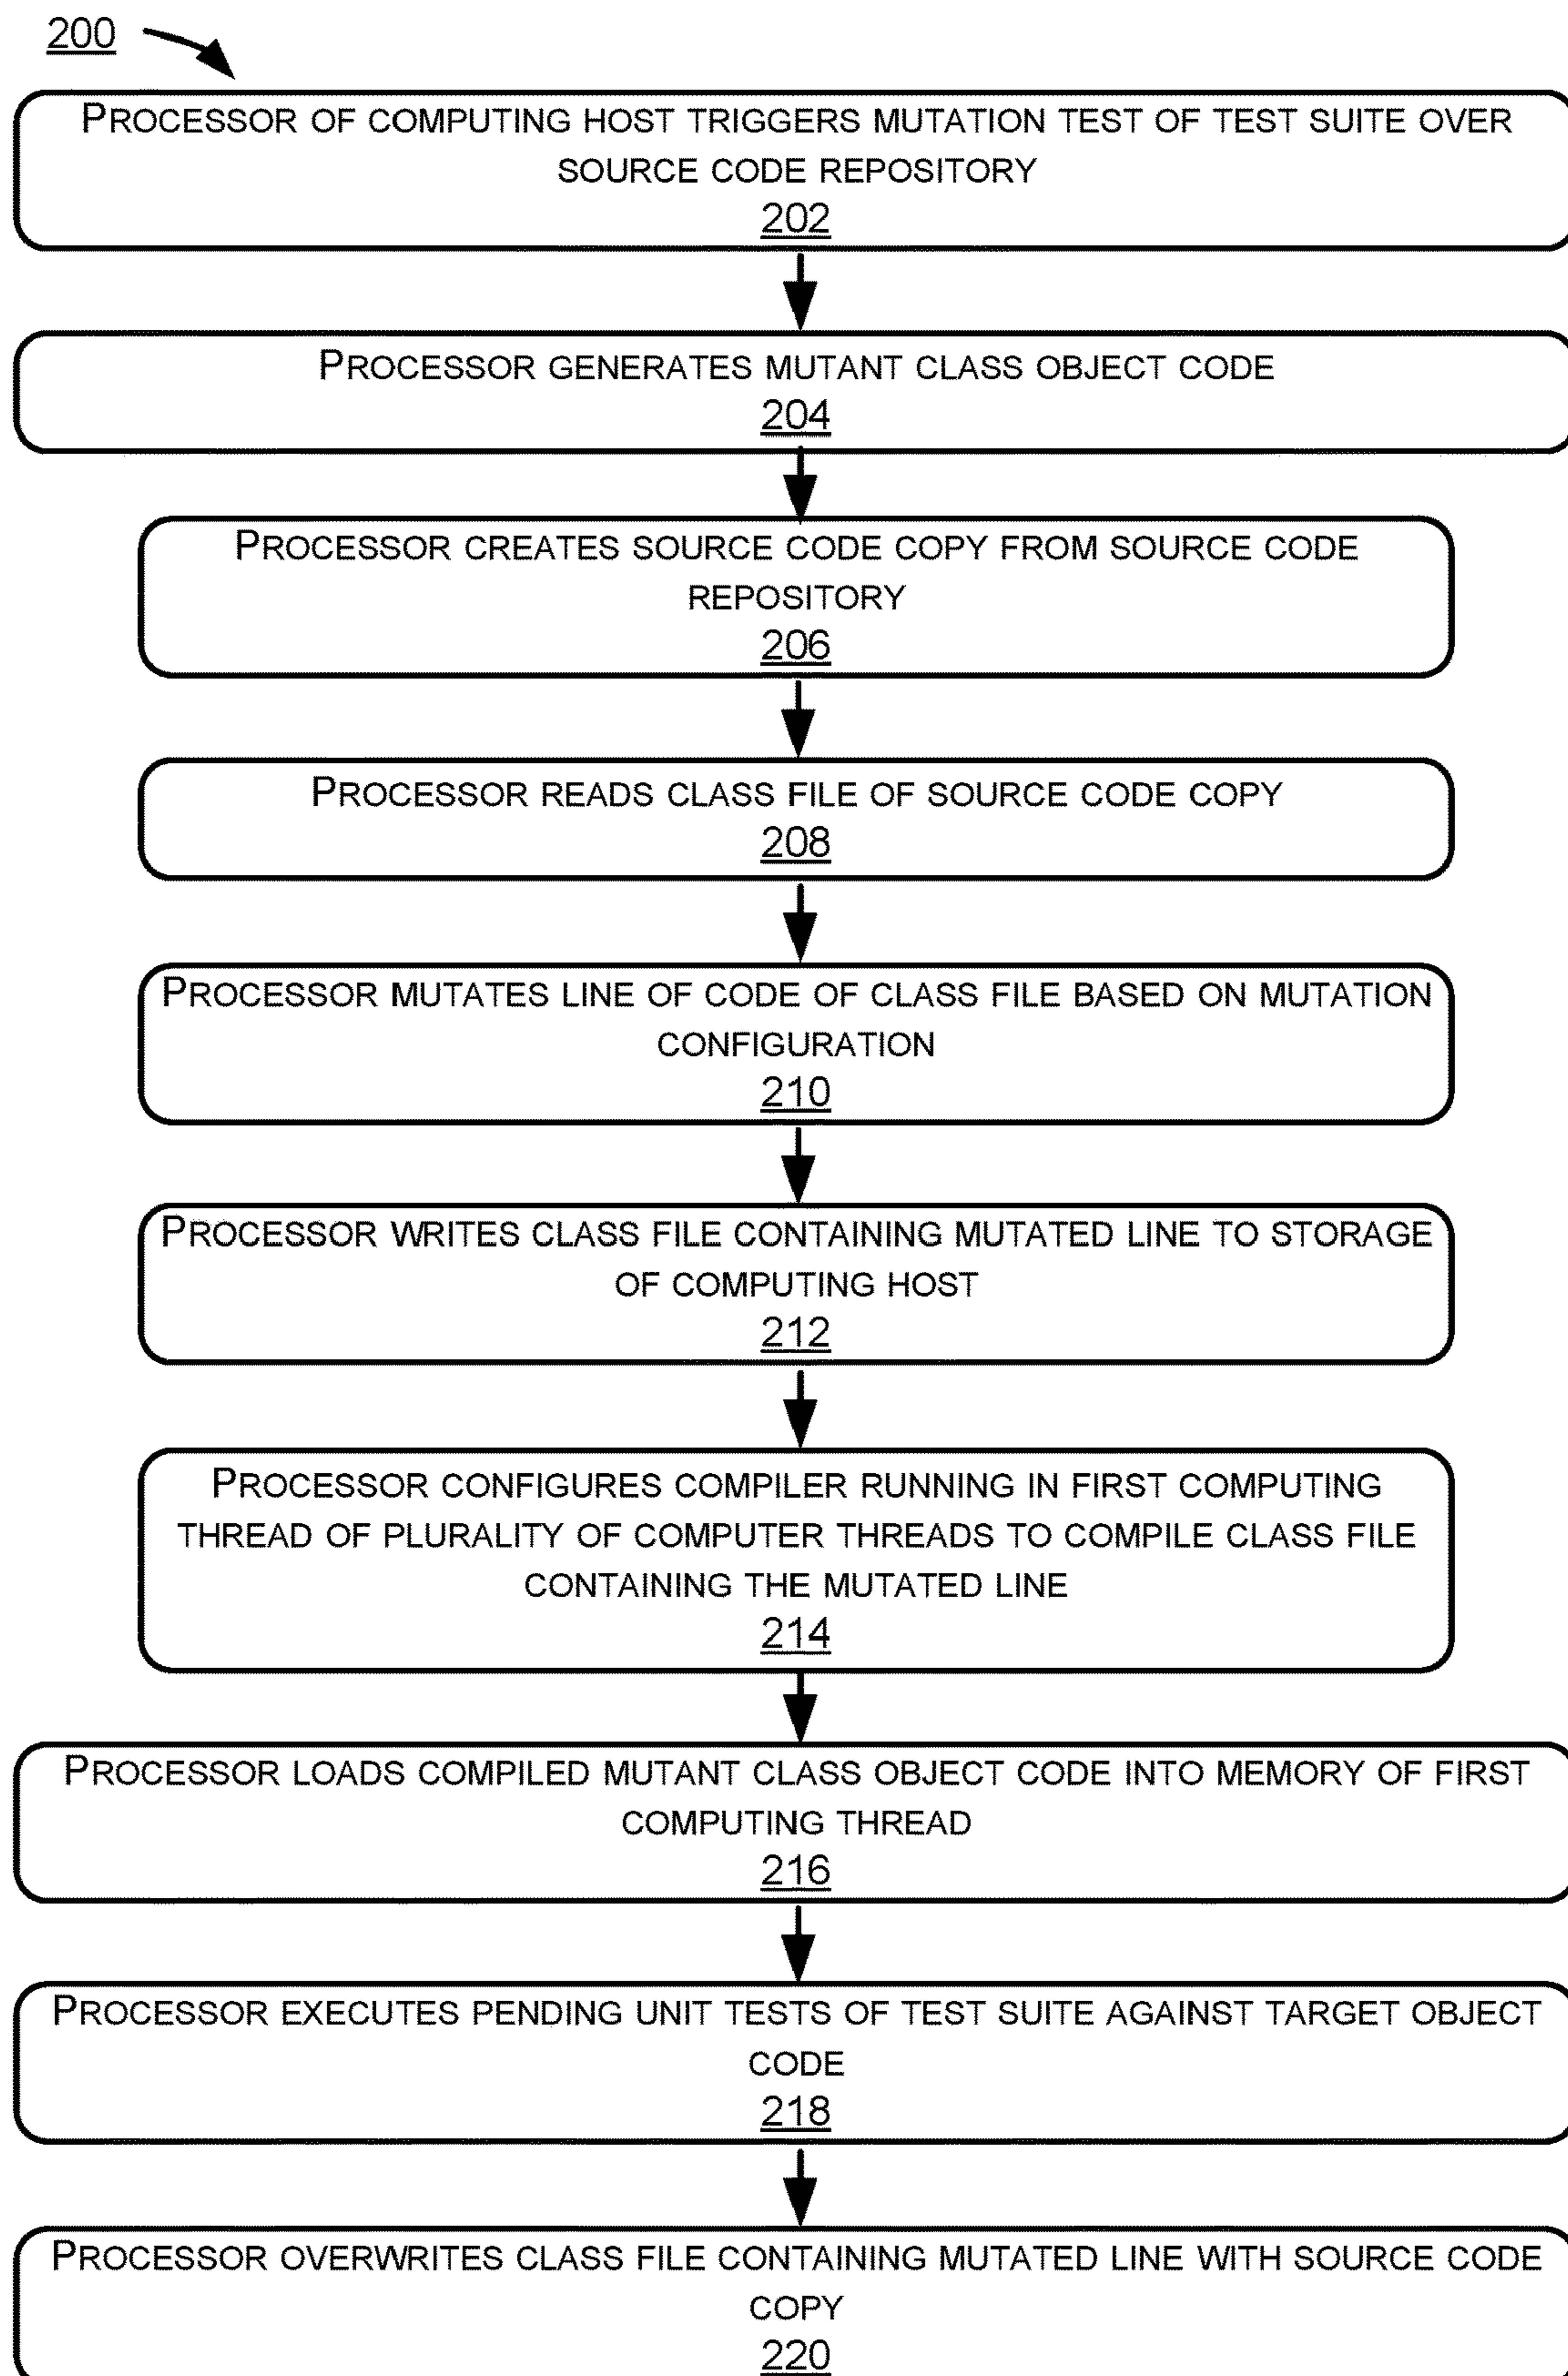 200
PROCESSOR OF COMPUTING HOST TRIGGERS MUTATION TEST OF TEST SUITE OVER
SOURCE CODE REPOSITORY
202
PROCESSOR GENERATES MUTANT CLASS OBJECT CODE
204
PROCESSOR CREATES SOURCE CODE COPY FROM SOURCE CODE
REPOSITORY
206
PROCESSOR READS CLASS FILE OF SOURCE CODE COPY
208
PROCESSOR MUTATES LINE OF CODE OF CLASS FILE BASED ON MUTATION
CONFIGURATION
210
PROCESSOR WRITES CLASS FILE CONTAINING MUTATED LINE TO STORAGE
OF COMPUTING HOST
212
PROCESSOR CONFIGURES COMPILER RUNNING IN FIRST COMPUTING
THREAD OF PLURALITY OF COMPUTER THREADS TO COMPILE CLASS FILE
CONTAINING THE MUTATED LINE
214
PROCESSOR LOADS COMPILED MUTANT CLASS OBJECT CODE INTO MEMORY OF FIRST
COMPUTING THREAD
216
PROCESSOR EXECUTES PENDING UNIT TESTS OF TEST SUITE AGAINST TARGET OBJECT
CODE
218
PROCESSOR OVERWRITES CLASS FILE CONTAINING MUTATED LINE WITH SOURCE CODE
COPY
220